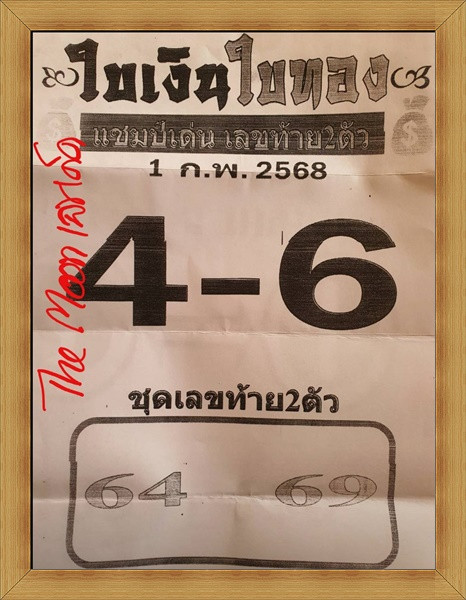 ใบเงินใบทอง
แชมป์เด่น เลขท้าย2ตัว
1 ก.พ. 2568
The Moon เลขเด็ด
4-6
ชุดเลขท้าย2ตัว
64 69